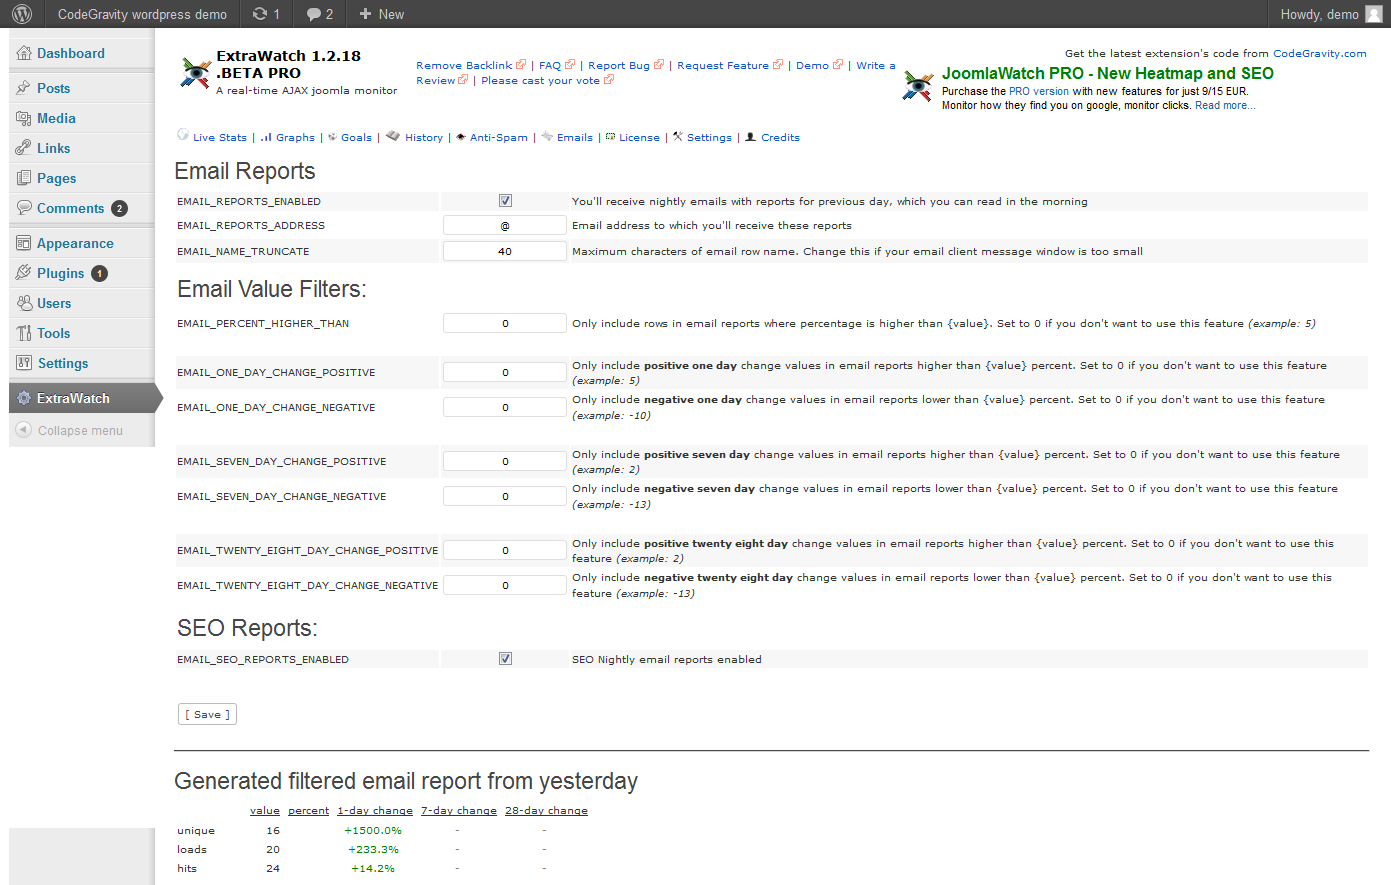 CodeGravity wordpress demo 1 2 + New Howdy, demo
Dashboard
Posts
Media
Links
Pages
Comments 2
Appearance
Plugins 1
Users
Tools
Settings
ExtraWatch
Collapse menu
ExtraWatch 1.2.18
.BETA PRO
A real-time AJAX joomla monitor
Remove Backlink | FAQ | Report Bug | Request Feature | Demo | Write a
Review | Please cast your vote
Get the latest extension's code from CodeGravity.com
JoomlaWatch PRO - New Heatmap and SEO
Purchase the PRO version with new features for just 9/15 EUR.
Monitor how they find you on google, monitor clicks. Read more...
Live Stats | Graphs | Goals | History | Anti-Spam | Emails | License | Settings | Credits
Email Reports
EMAIL_REPORTS_ENABLED You'll receive nightly emails with reports for previous day, which you can read in the morning
EMAIL_REPORTS_ADDRESS @ Email address to which you'll receive these reports
EMAIL_NAME_TRUNCATE 40 Maximum characters of email row name. Change this if your email client message window is too small
Email Value Filters:
EMAIL_PERCENT_HIGHER_THAN 0 Only include rows in email reports where percentage is higher than {value}. Set to 0 if you don't want to use this feature (example: 5)
EMAIL_ONE_DAY_CHANGE_POSITIVE 0 Only include positive one day change values in email reports higher than {value} percent. Set to 0 if you don't want to use this feature
(example: 5)
EMAIL_ONE_DAY_CHANGE_NEGATIVE 0 Only include negative one day change values in email reports lower than {value} percent. Set to 0 if you don't want to use this feature
(example: -10)
EMAIL_SEVEN_DAY_CHANGE_POSITIVE 0 Only include positive seven day change values in email reports higher than {value} percent. Set to 0 if you don't want to use this feature
(example: 2)
EMAIL_SEVEN_DAY_CHANGE_NEGATIVE 0 Only include negative seven day change values in email reports lower than {value} percent. Set to 0 if you don't want to use this feature
(example: -13)
EMAIL_TWENTY_EIGHT_DAY_CHANGE_POSITIVE 0 Only include positive twenty eight day change values in email reports higher than {value} percent. Set to 0 if you don't want to use this
feature (example: 2)
EMAIL_TWENTY_EIGHT_DAY_CHANGE_NEGATIVE 0 Only include negative twenty eight day change values in email reports lower than {value} percent. Set to 0 if you don't want to use this
feature (example: -13)
SEO Reports:
EMAIL_SEO_REPORTS_ENABLED SEO Nightly email reports enabled
[ Save ]
Generated filtered email report from yesterday
value percent 1-day change 7-day change 28-day change
unique 16 +1500.0% - -
loads 20 +233.3% - -
hits 24 +14.2% - -